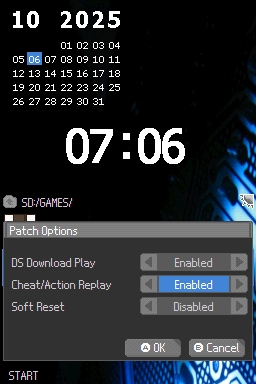 10 2025
01 02 03 04
05 06 07 08 09 10 11
12 13 14 15 16 17 18
19 20 21 22 23 24 25
26 27 28 29 30 31
07:06
SD:/GAMES/
Patch Options
DS Download Play Enabled
Cheat/Action Replay Enabled
Soft Reset Disabled
A OK B Cancel
START